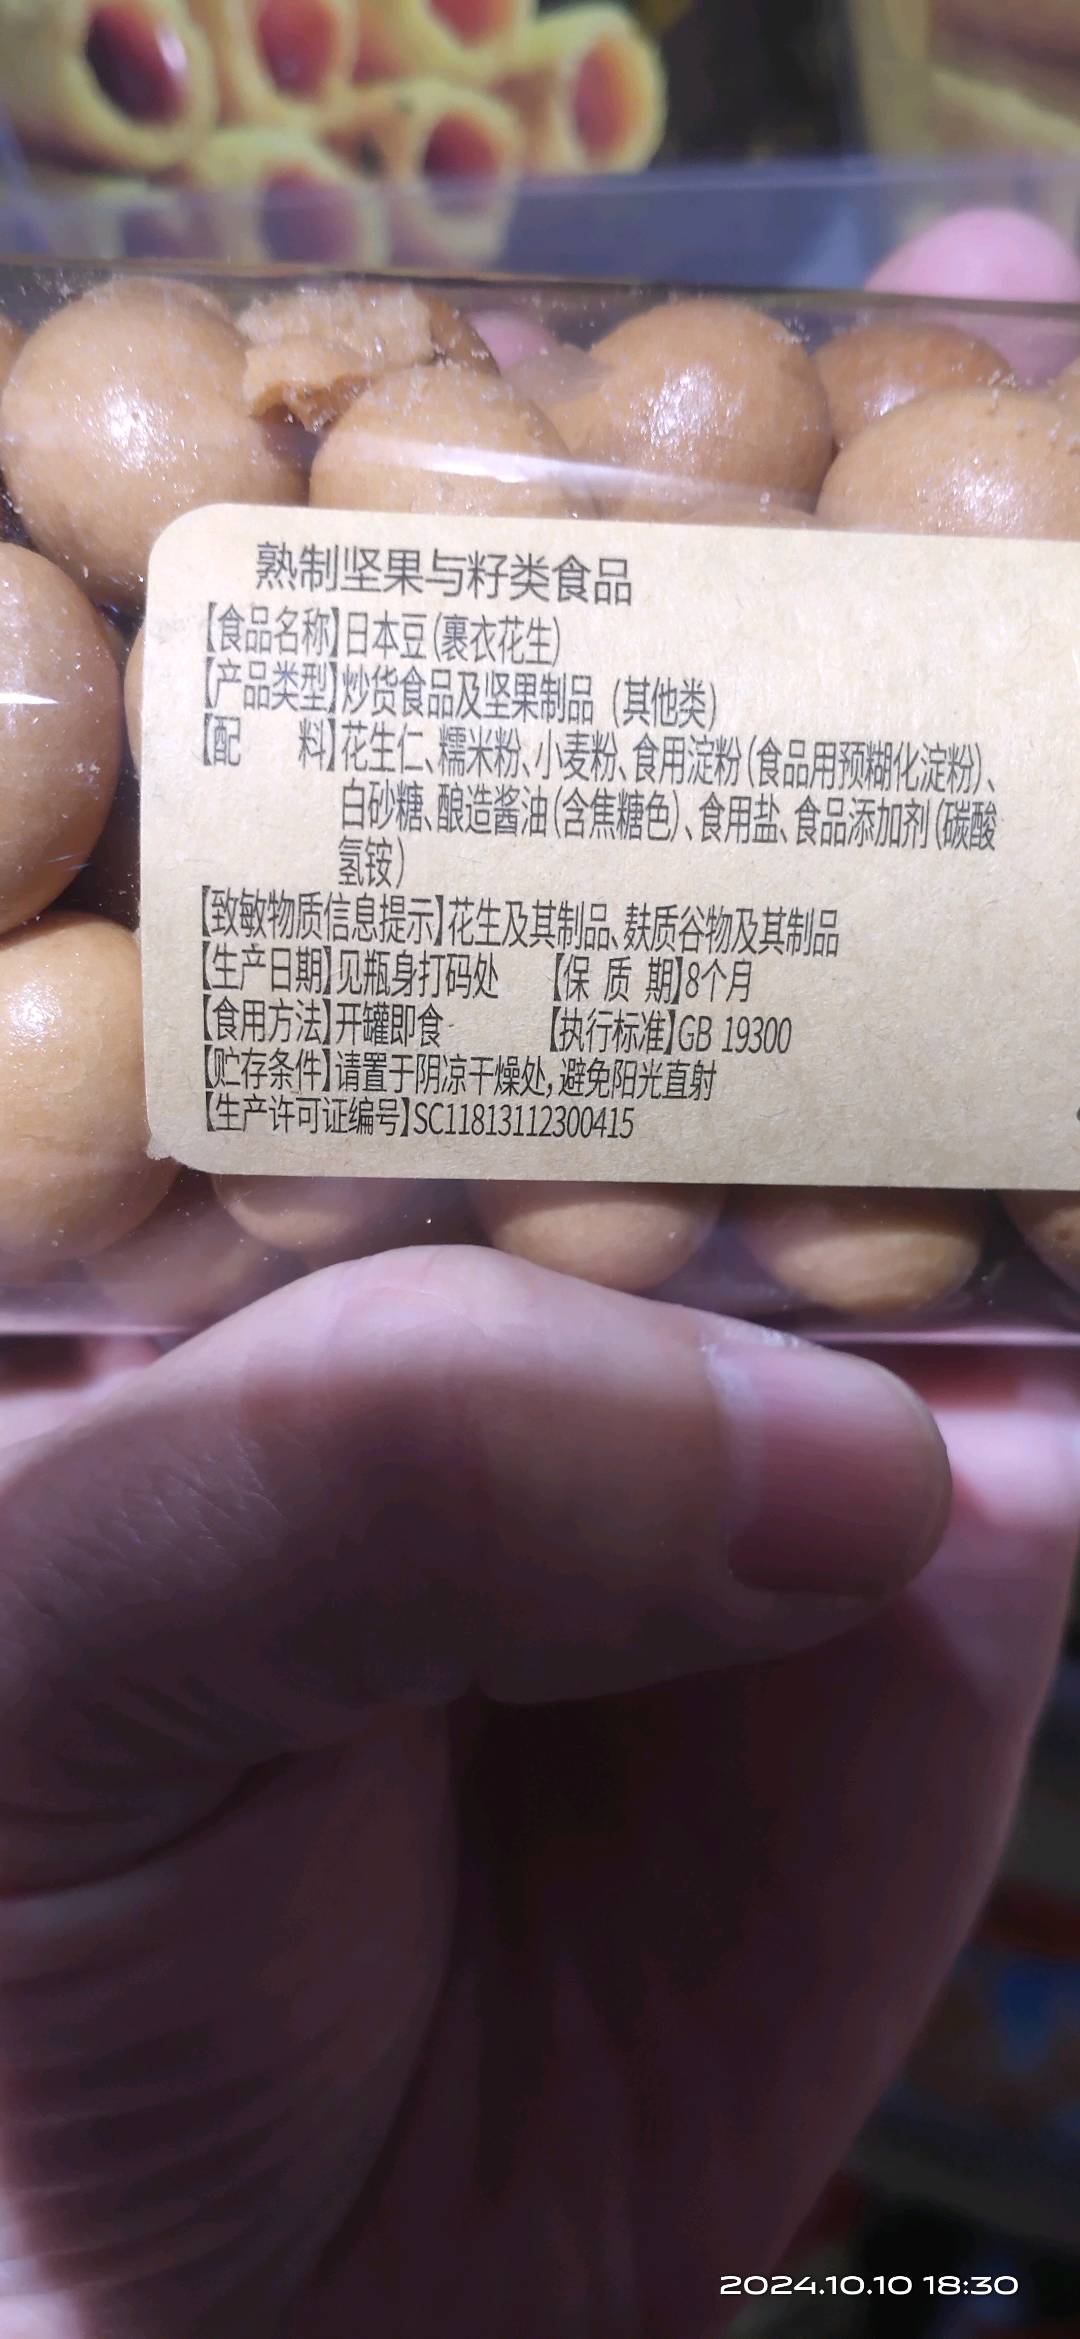 熟制坚果与籽类食品
【食品名称】日本豆(裹衣花生)
【产品类型】炒货食品及坚果制品 (其他类)
【配 料】花生仁、糯米粉、小麦粉、食用淀粉(食品用预糊化淀粉)、
白砂糖、酿造酱油(含焦糖色)、食用盐、食品添加剂(碳酸
氢铵)
【致敏物质信息提示】花生及其制品、麸质谷物及其制品
【生产日期】见瓶身打码处 【保 质 期】8个月
【食用方法】开罐即食 【执行标准】GB 19300
【贮存条件】请置于阴凉干燥处,避免阳光直射
【生产许可证编号】SC11813112300415
2024.10.10 18:30